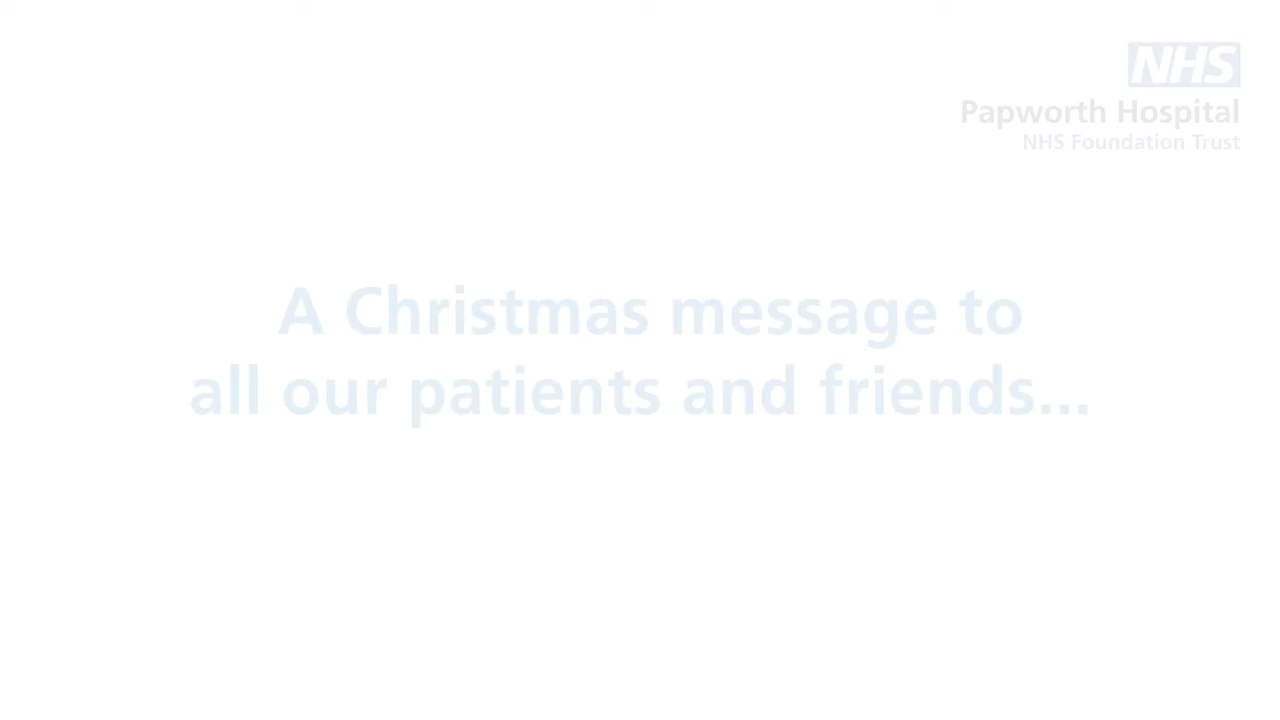 NHS
Papworth Hospital
NHS Foundation Trust
A Christmas message to
all our patients and friends...